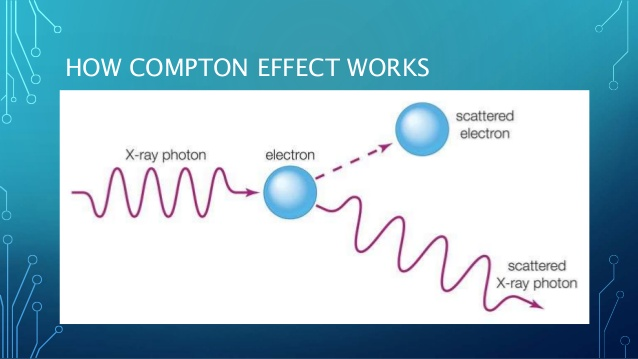 HOW COMPTON EFFECT WORKS
scattered
electron
X-ray photon
electron
scattered
X-ray photon